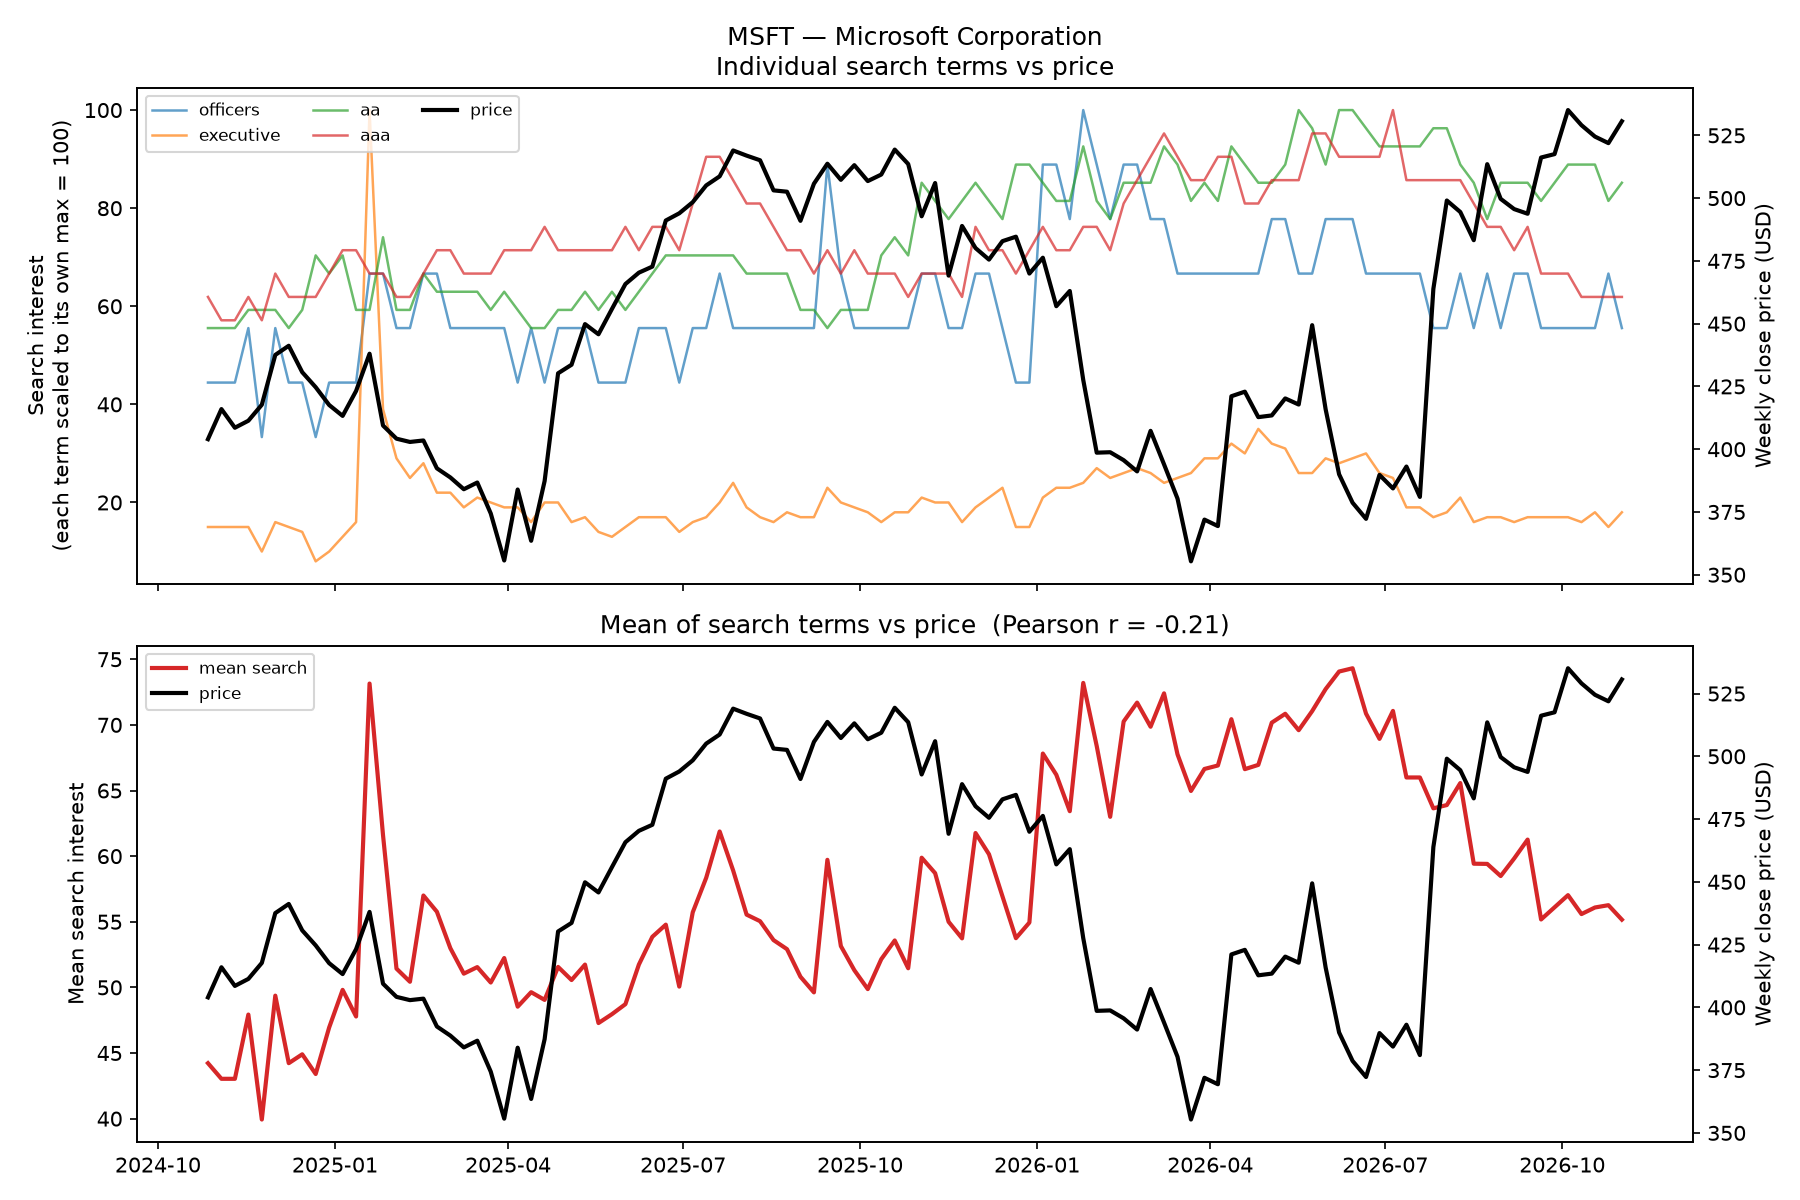 MSFT — Microsoft Corporation
Individual search terms vs price
officers
executive
aa
aaa
price
Search interest
(each term scaled to its own max = 100)
100
80
60
40
20
Weekly close price (USD)
525
500
475
450
425
400
375
350
Mean of search terms vs price  (Pearson r = -0.21)
mean search
price
Mean search interest
75
70
65
60
55
50
45
40
Weekly close price (USD)
525
500
475
450
425
400
375
350
2024-10
2025-01
2025-04
2025-07
2025-10
2026-01
2026-04
2026-07
2026-10